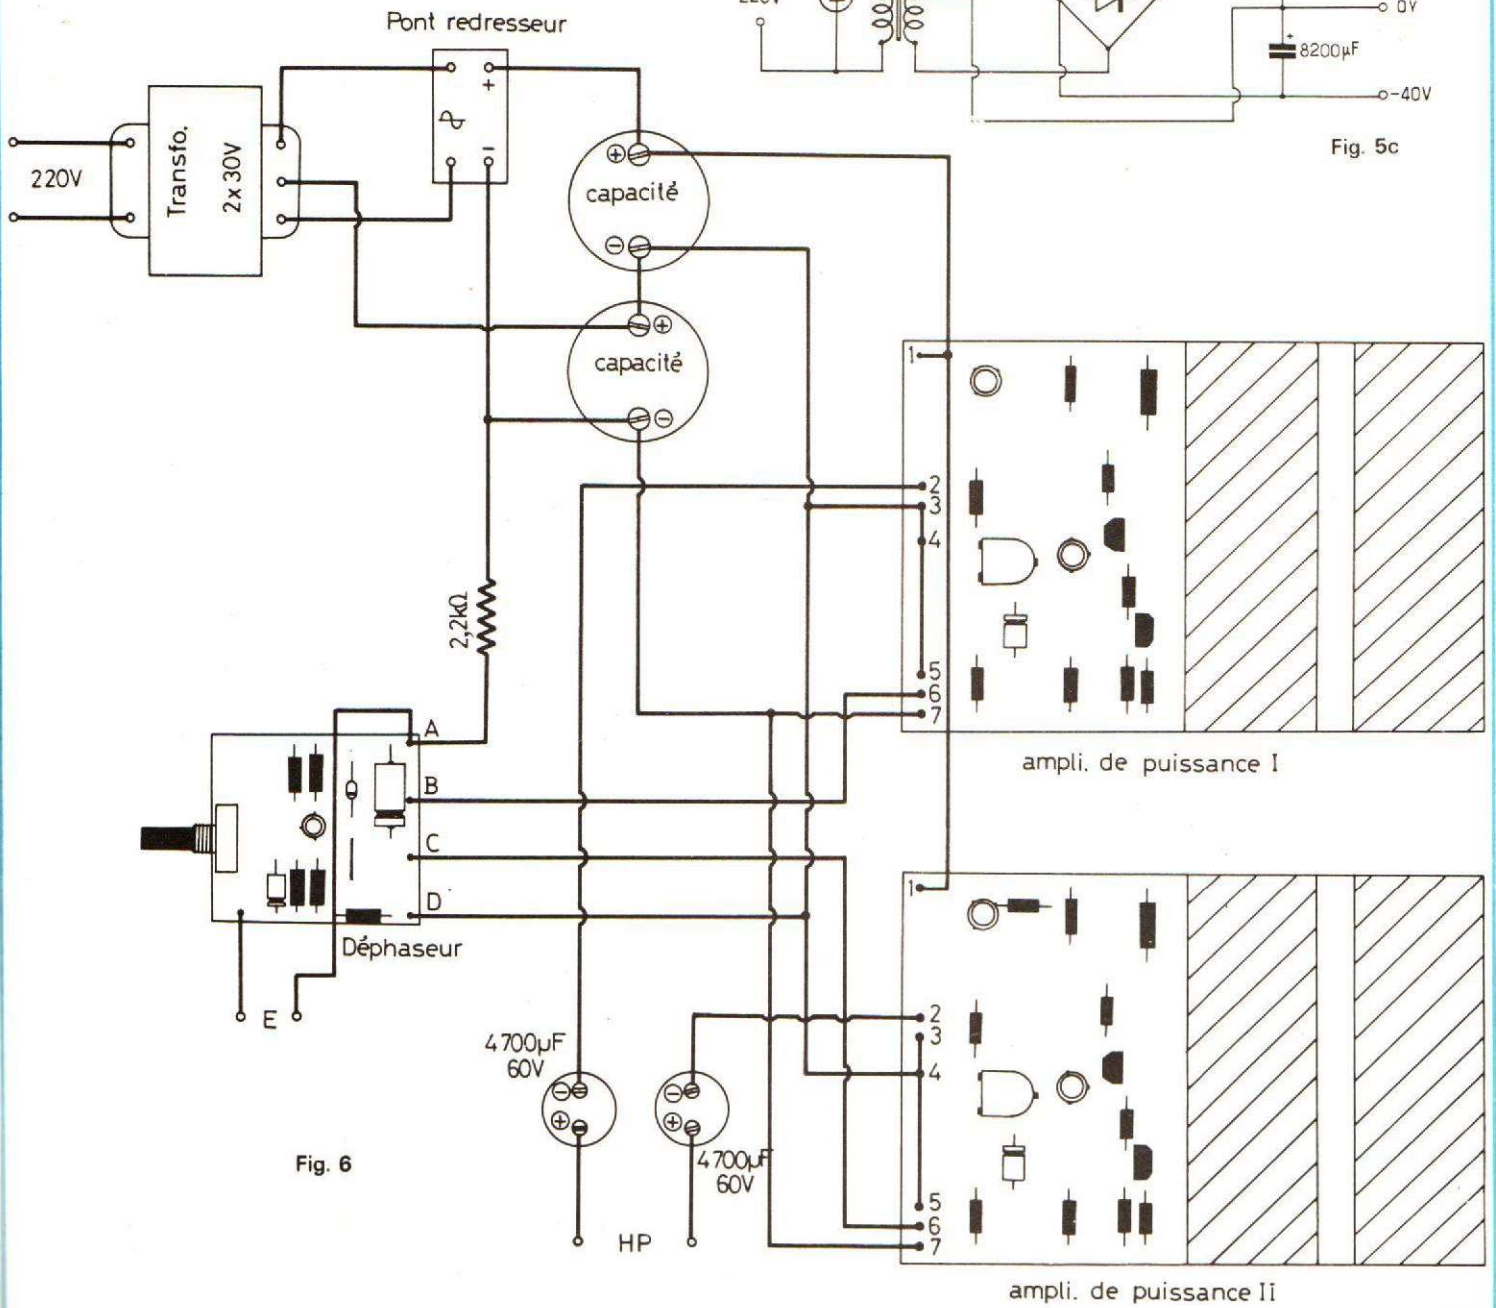 Pont redresseur
220V
Transfo.
2x30V
+
-
+
capacité
-
+
capacité
-
0V
+
8200µF
-40V
Fig. 5c
1
2
3
4
5
6
7
ampli. de puissance I
2,2kΩ
A
B
C
D
Déphaseur
E
4700µF
60V
-
+
-
+
4700µF
60V
HP
Fig. 6
1
2
3
4
5
6
7
ampli. de puissance Ii